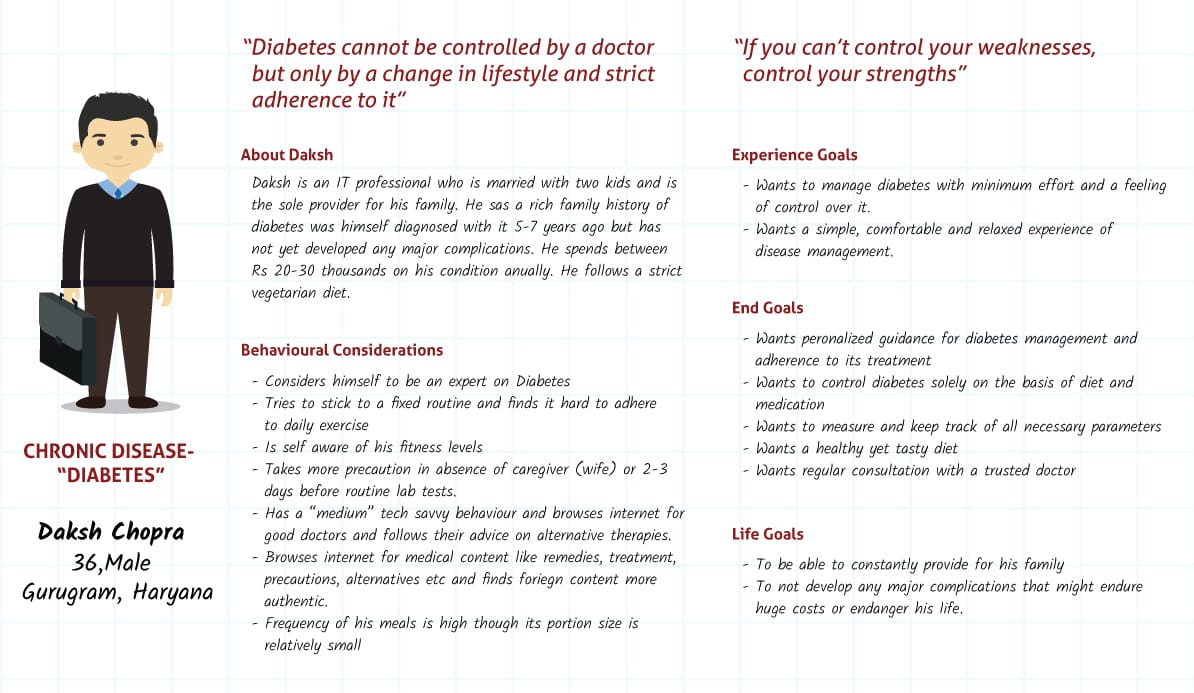 “Diabetes cannot be controlled by a doctor
but only by a change in lifestyle and strict
adherence to it”
“If you can’t control your weaknesses,
control your strengths”
CHRONIC DISEASE-
“DIABETES”
Daksh Chopra
36,Male
Gurugram, Haryana
About Daksh
Daksh is an IT professional who is married with two kids and is
the sole provider for his family. He sas a rich family history of
diabetes was himself diagnosed with it 5-7 years ago but has
not yet developed any major complications. He spends between
Rs 20-30 thousands on his condition anually. He follows a strict
vegetarian diet.
Behavioural Considerations
- Considers himself to be an expert on Diabetes
- Tries to stick to a fixed routine and finds it hard to adhere
to daily exercise
- Is self aware of his fitness levels
- Takes more precaution in absence of caregiver (wife) or 2-3
days before routine lab tests.
- Has a “medium” tech savvy behaviour and browses internet for
good doctors and follows their advice on alternative therapies.
- Browses internet for medical content like remedies, treatment,
precautions, alternatives etc and finds foriegn content more
authentic.
- Frequency of his meals is high though its portion size is
relatively small
Experience Goals
- Wants to manage diabetes with minimum effort and a feeling
of control over it.
- Wants a simple, comfortable and relaxed experience of
disease management.
End Goals
- Wants peronalized guidance for diabetes management and
adherence to its treatment
- Wants to control diabetes solely on the basis of diet and
medication
- Wants to measure and keep track of all necessary parameters
- Wants a healthy yet tasty diet
- Wants regular consultation with a trusted doctor
Life Goals
- To be able to constantly provide for his family
- To not develop any major complications that might endure
huge costs or endanger his life.